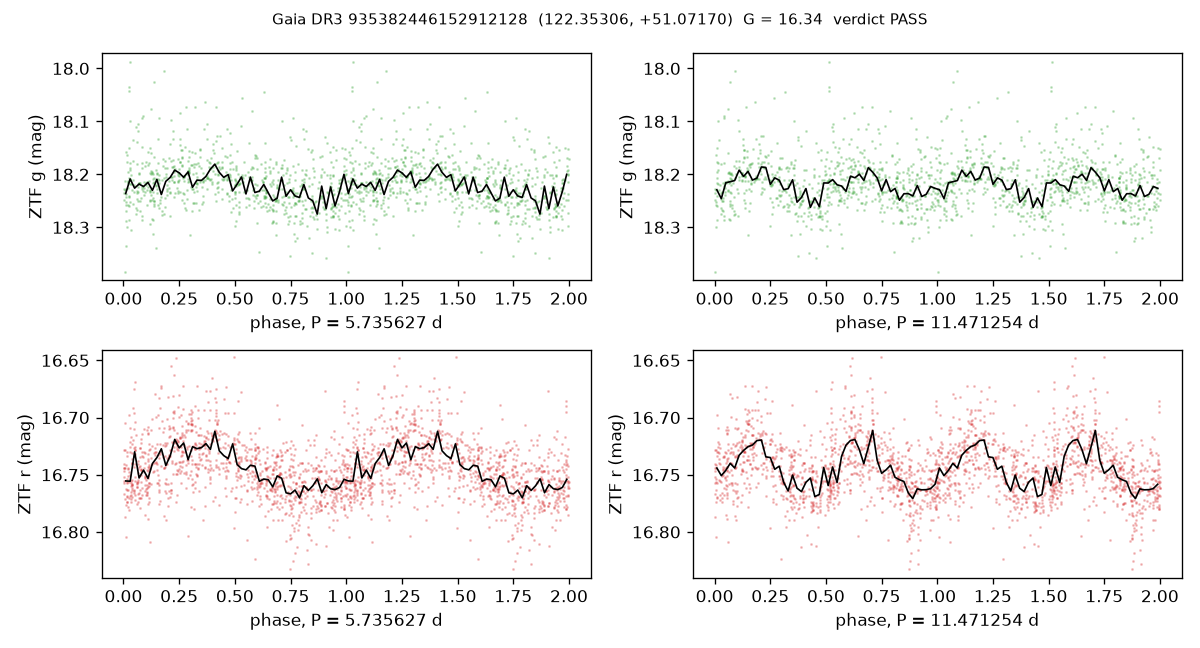 Gaia DR3 935382446152912128 (122.35306, +51.07170) G = 16.34 verdict PASS
ZTF g (mag)
18.0
18.1
18.2
18.3
0.00 0.25 0.50 0.75 1.00 1.25 1.50 1.75 2.00
phase, P = 5.735627 d
ZTF g (mag)
18.0
18.1
18.2
18.3
0.00 0.25 0.50 0.75 1.00 1.25 1.50 1.75 2.00
phase, P = 11.471254 d
ZTF r (mag)
16.65
16.70
16.75
16.80
0.00 0.25 0.50 0.75 1.00 1.25 1.50 1.75 2.00
phase, P = 5.735627 d
ZTF r (mag)
16.65
16.70
16.75
16.80
0.00 0.25 0.50 0.75 1.00 1.25 1.50 1.75 2.00
phase, P = 11.471254 d